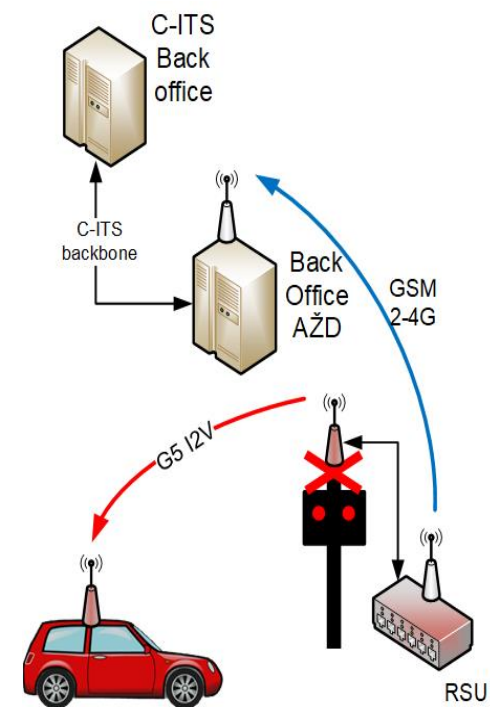 C-ITS
Back
office
C-ITS
backbone
Back
Office
AŽD
GSM
2-4G
G5 I2V
RSU